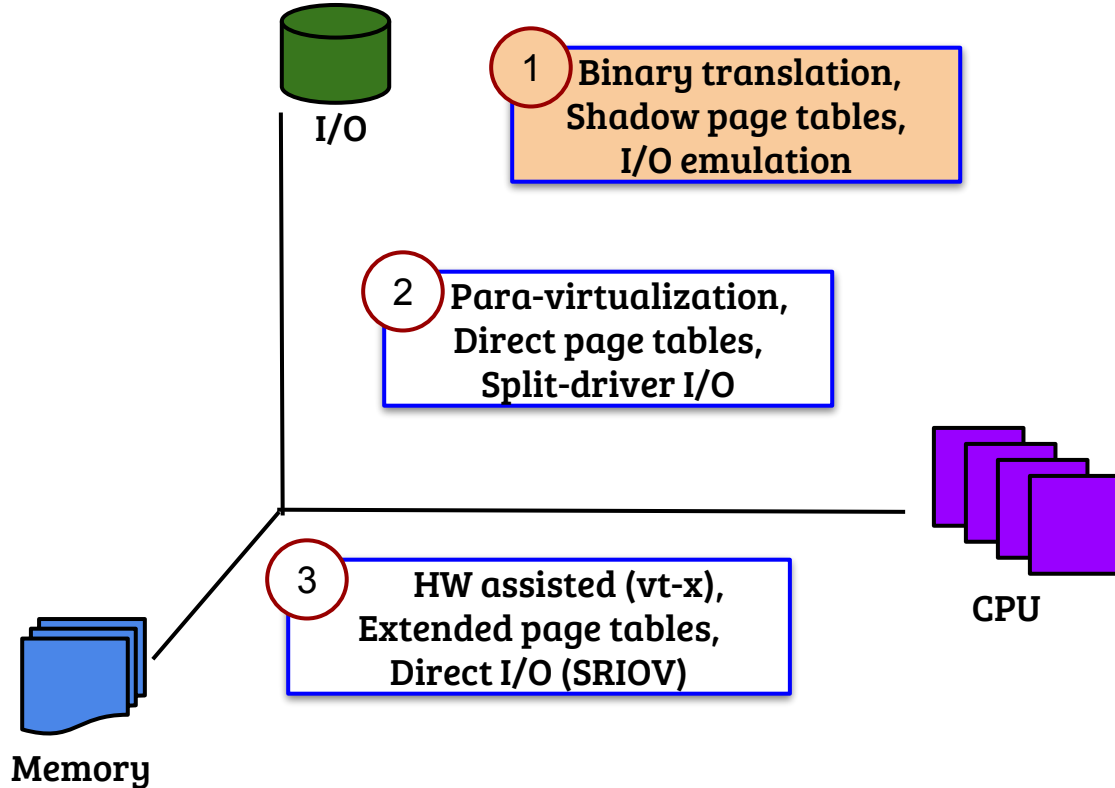 I/O
1
Binary translation,
Shadow page tables,
I/O emulation
2
Para-virtualization,
Direct page tables,
Split-driver I/O
3
HW assisted (vt-x),
Extended page tables,
Direct I/O (SRIOV)
CPU
Memory